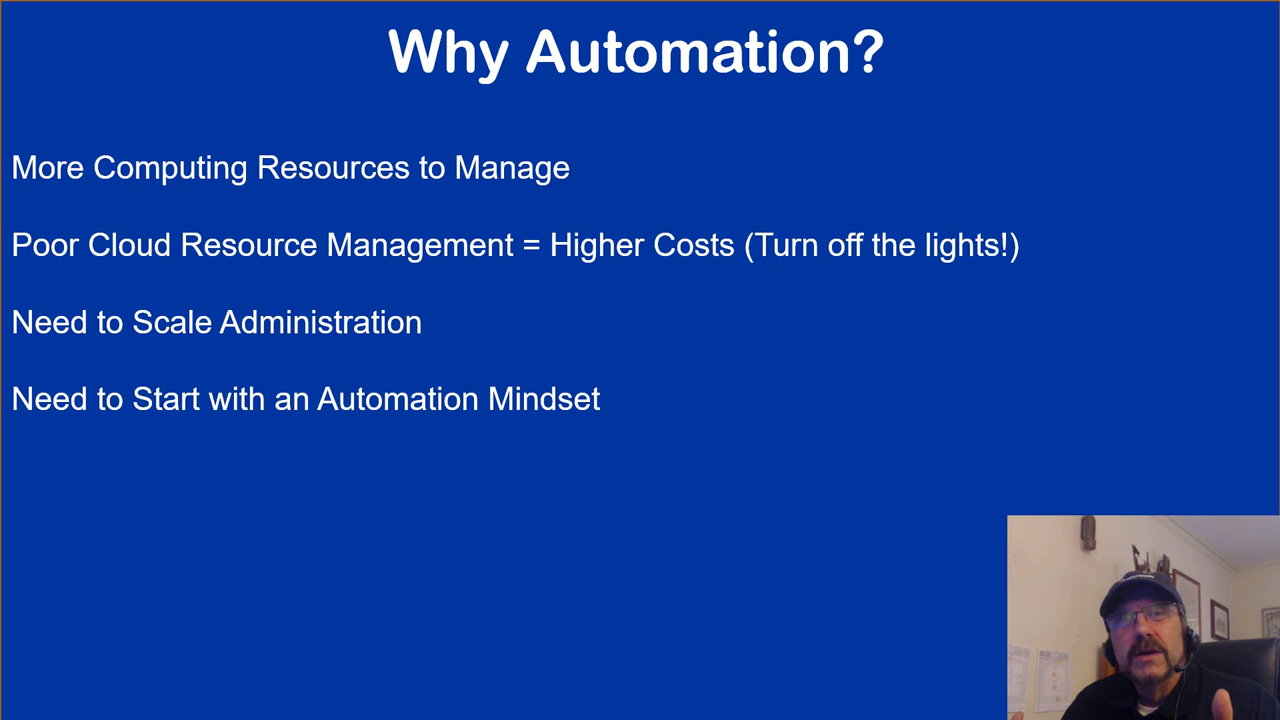 Why Automation?
More Computing Resources to Manage
Poor Cloud Resource Management = Higher Costs (Turn off the lights!)
Need to Scale Administration
Need to Start with an Automation Mindset